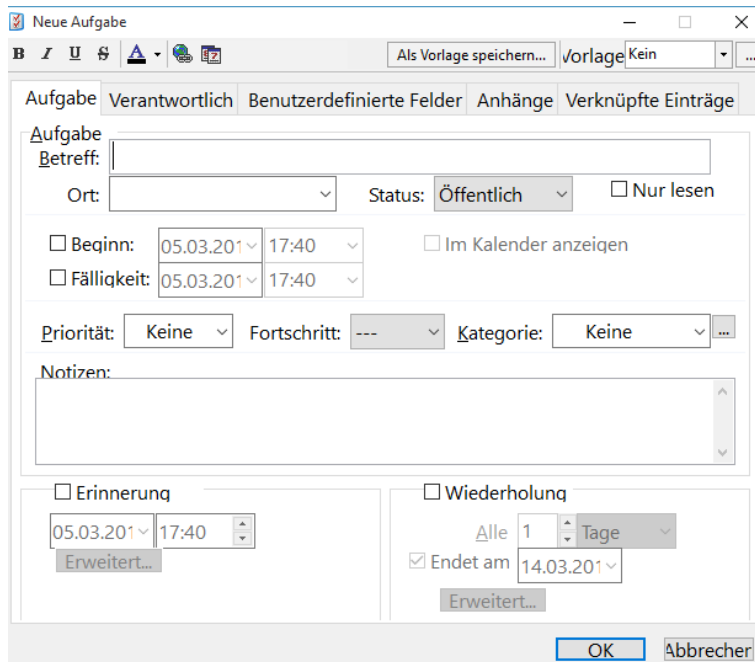 Neue Aufgabe
B I U S A Als Vorlage speichern... Vorlage Kein ...
Aufgabe Verantwortlich Benutzerdefinierte Felder Anhänge Verknüpfte Einträge
Aufgabe
Betreff:
Ort: Status: Öffentlich Nur lesen
Beginn: 05.03.201 17:40 Im Kalender anzeigen
Fälligkeit: 05.03.201 17:40
Priorität: Keine Fortschritt: --- Kategorie: Keine ...
Notizen:
Erinnerung Wiederholung
05.03.201 17:40 Alle 1 Tage
Erweitert... Endet am 14.03.201
Erweitert...
OK Abbrechen